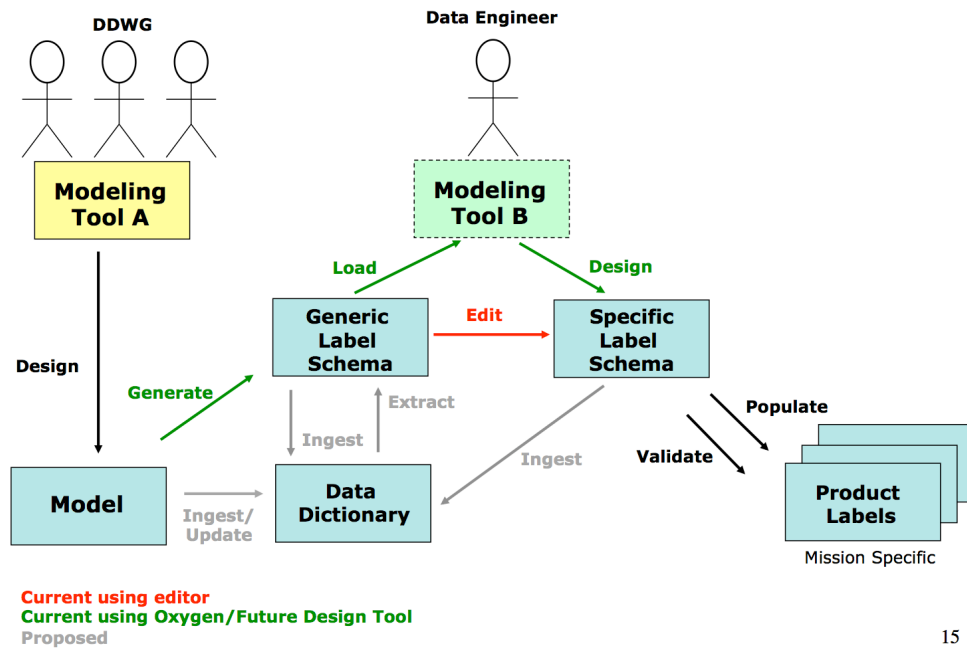 DDWG
Data Engineer
Modeling
Tool A
Modeling
Tool B
Load
Design
Generic
Label
Schema
Edit
Specific
Label
Schema
Design
Generate
Extract
Populate
Ingest
Ingest
Validate
Model
Ingest/
Update
Data
Dictionary
Product
Labels
Mission Specific
Current using editor
Current using Oxygen/Future Design Tool
Proposed
15